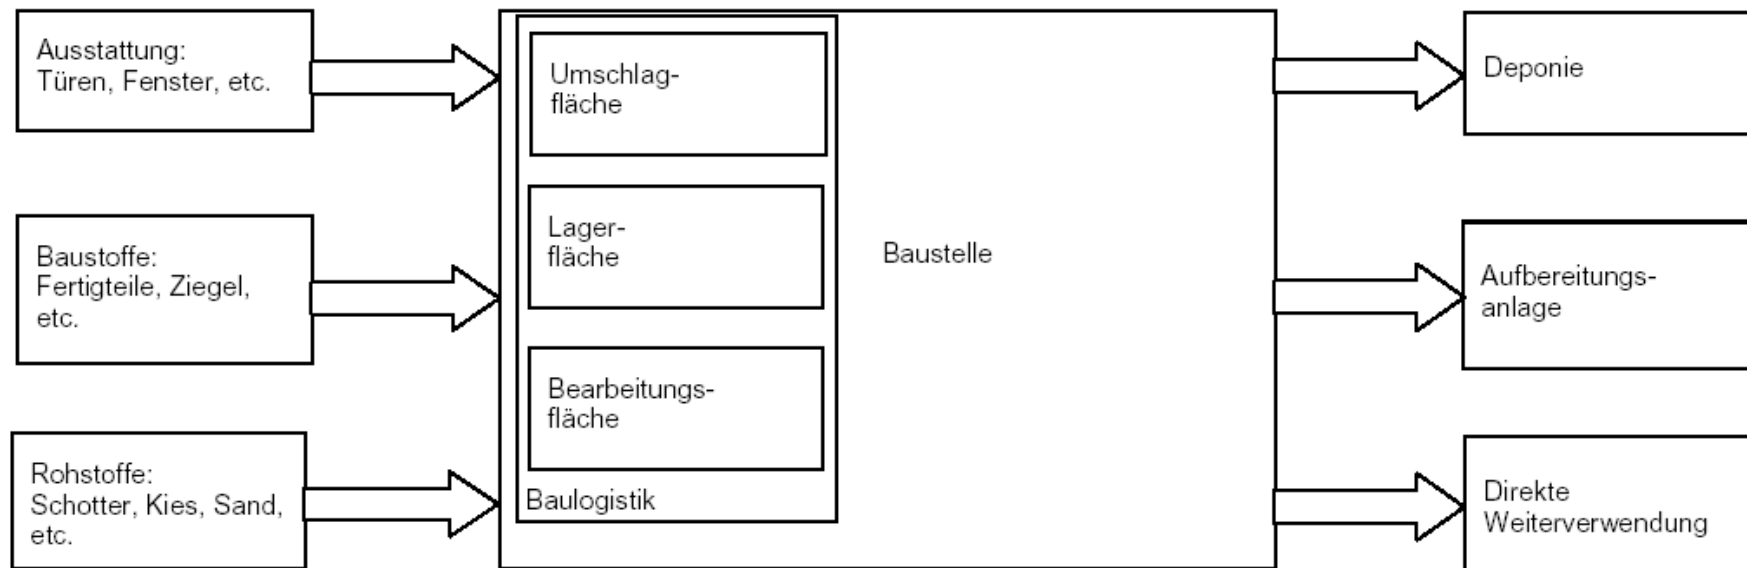 Ausstattung:
Türen, Fenster, etc.
Baustoffe:
Fertigteile, Ziegel,
etc.
Rohstoffe:
Schotter, Kies, Sand,
etc.
Umschlag-
fläche
Lager-
fläche
Bearbeitungs-
fläche
Baulogistik
Baustelle
Deponie
Aufbereitungs-
anlage
Direkte
Weiterverwendung